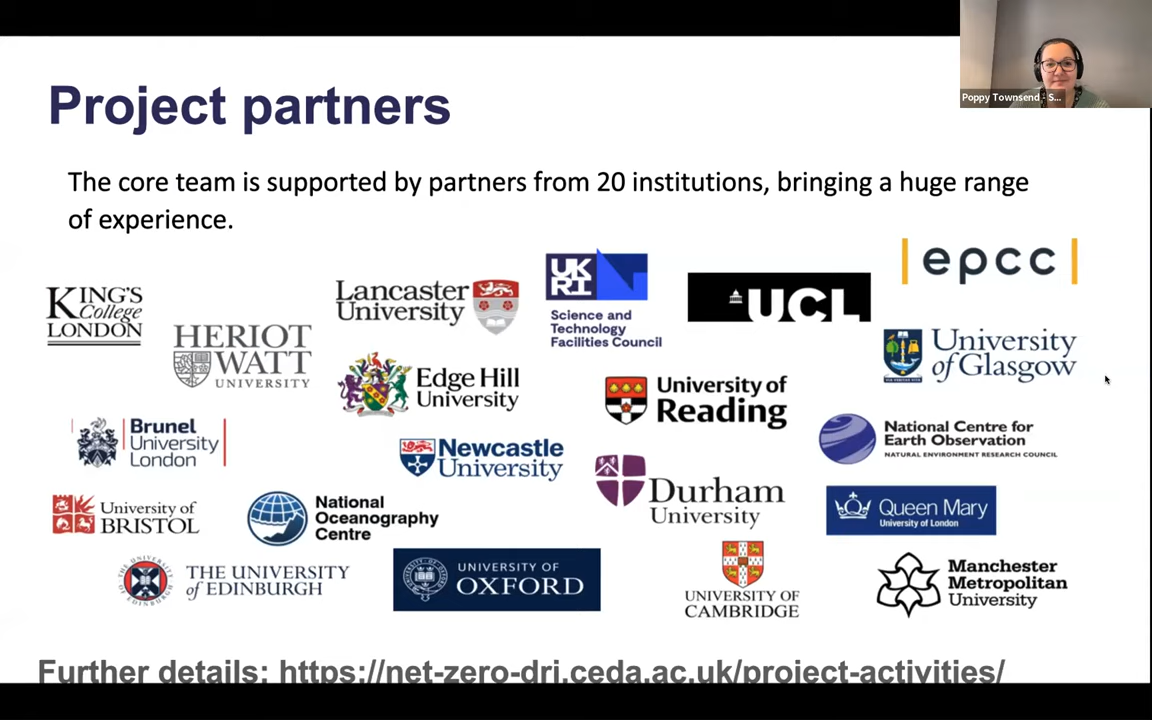 Project partners
Poppy Townsend - S...
The core team is supported by partners from 20 institutions, bringing a huge range
of experience.
KING'S
College
LONDON
HERIOT
WATT
UNIVERSITY
Lancaster
University
UK
RI
Science and
Technology
Facilities Council
UCL
epcc
University
of Glasgow
Edge Hill
University
University of
Reading
Brunel
University
London
Newcastle
University
National Centre for
Earth Observation
NATURAL ENVIRONMENT RESEARCH COUNCIL
University of
BRISTOL
National
Oceanography
Centre
Durham
University
Queen Mary
University of London
THE UNIVERSITY
of EDINBURGH
UNIVERSITY OF
OXFORD
UNIVERSITY OF
CAMBRIDGE
Manchester
Metropolitan
University
Further details: https://net-zero-dri.ceda.ac.uk/project-activities/